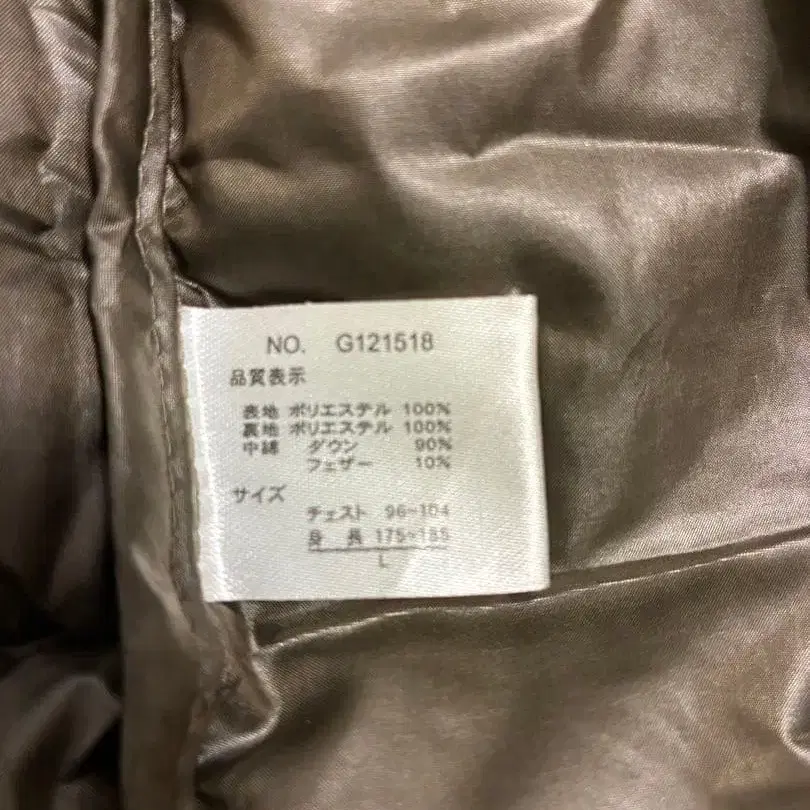 NO. G121518
品質表示
表地 ポリエステル 100%
裏地 ポリエステル 100%
中綿 ダウン 90%
フェザー 10%
サイズ
チェスト 96~104
身長 175~185
L